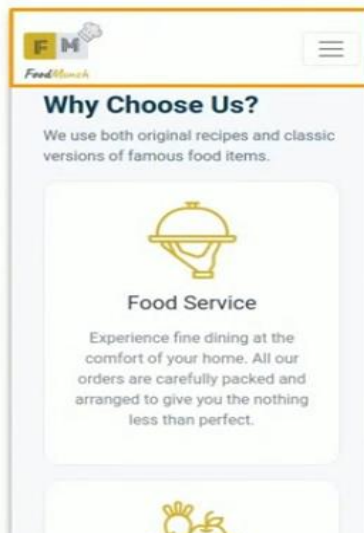 F M
FoodMunch
Why Choose Us?
We use both original recipes and classic
versions of famous food items.
Food Service
Experience fine dining at the
comfort of your home. All our
orders are carefully packed and
arranged to give you the nothing
less than perfect.